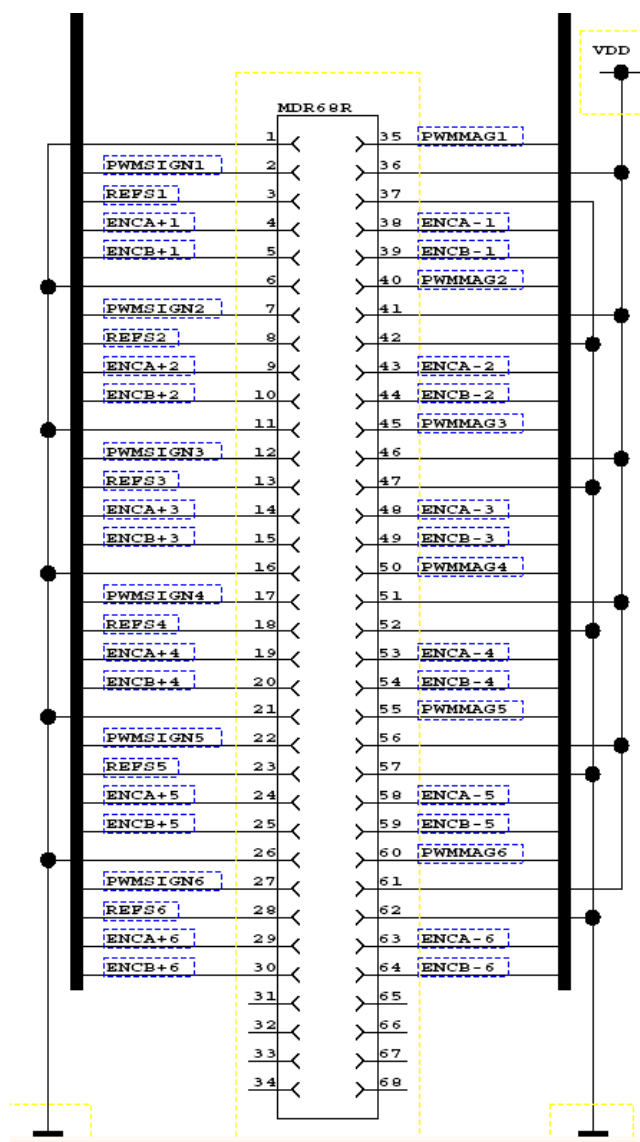 VDD
MDR68R
1 35 PWMMAG1
PWMSIGN1 2 36
REFS1 3 37
ENCA+1 4 38 ENCA-1
ENCB+1 5 39 ENCB-1
6 40 PWMMAG2
PWMSIGN2 7 41
REFS2 8 42
ENCA+2 9 43 ENCA-2
ENCB+2 10 44 ENCB-2
11 45 PWMMAG3
PWMSIGN3 12 46
REFS3 13 47
ENCA+3 14 48 ENCA-3
ENCB+3 15 49 ENCB-3
16 50 PWMMAG4
PWMSIGN4 17 51
REFS4 18 52
ENCA+4 19 53 ENCA-4
ENCB+4 20 54 ENCB-4
21 55 PWMMAG5
PWMSIGN5 22 56
REFS5 23 57
ENCA+5 24 58 ENCA-5
ENCB+5 25 59 ENCB-5
26 60 PWMMAG6
PWMSIGN6 27 61
REFS6 28 62
ENCA+6 29 63 ENCA-6
ENCB+6 30 64 ENCB-6
31 65
32 66
33 67
34 68